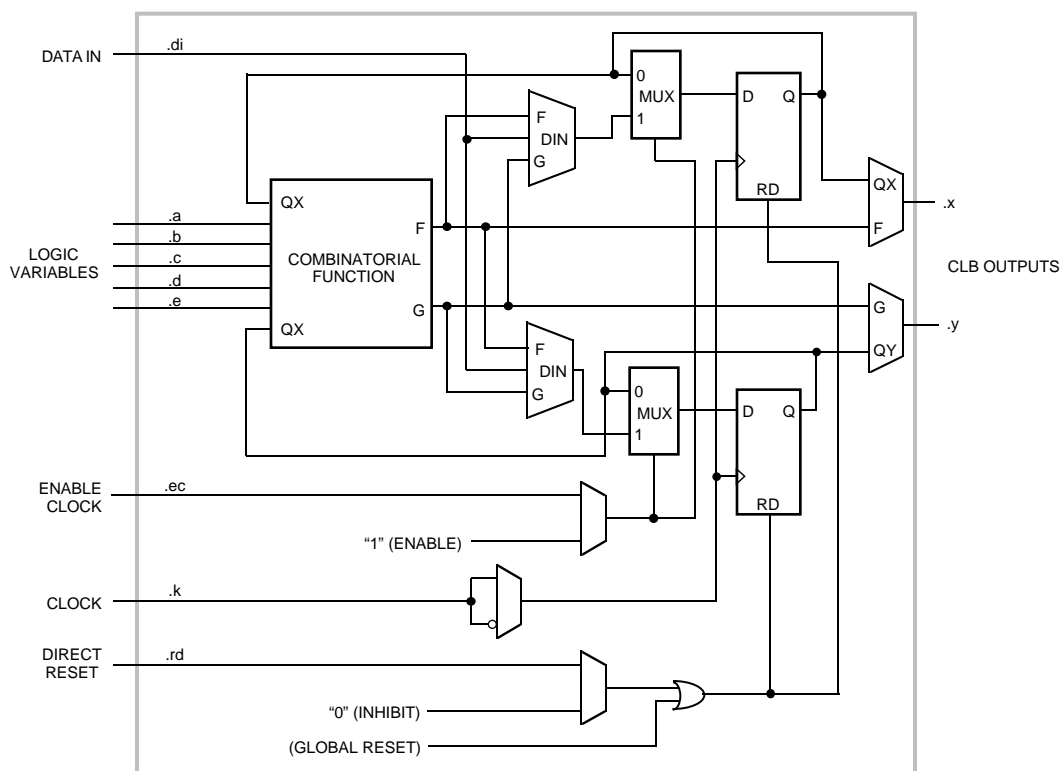 DATA IN
.di
0
MUX
1
D
Q
RD
F
DIN
G
QX
.x
F
QX
F
COMBINATORIAL
FUNCTION
G
QX
LOGIC
VARIABLES
.a
.b
.c
.d
.e
CLB OUTPUTS
G
.y
QY
F
DIN
G
0
MUX
1
D
Q
RD
ENABLE
CLOCK
.ec
“1” (ENABLE)
CLOCK
.k
DIRECT
RESET
.rd
“0” (INHIBIT)
(GLOBAL RESET)